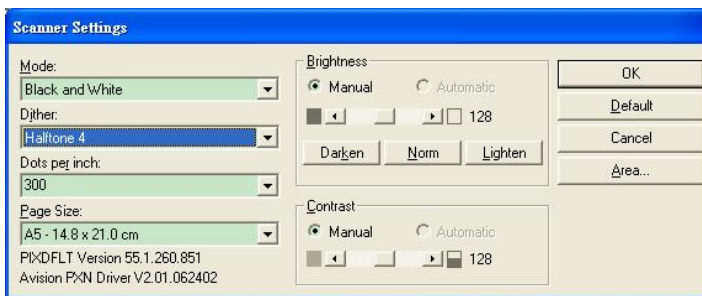 Scanner Settings
Mode:
Black and White
Dither:
Halftone 4
Dots per inch:
300
Page Size:
A5 - 14.8 x 21.0 cm
PIXDFLT Version 55.1.260.851
Avision PXN Driver V2.01.062402
Brightness
Manual Automatic
128
Darken Norm Lighten
Contrast
Manual Automatic
128
OK
Default
Cancel
Area...